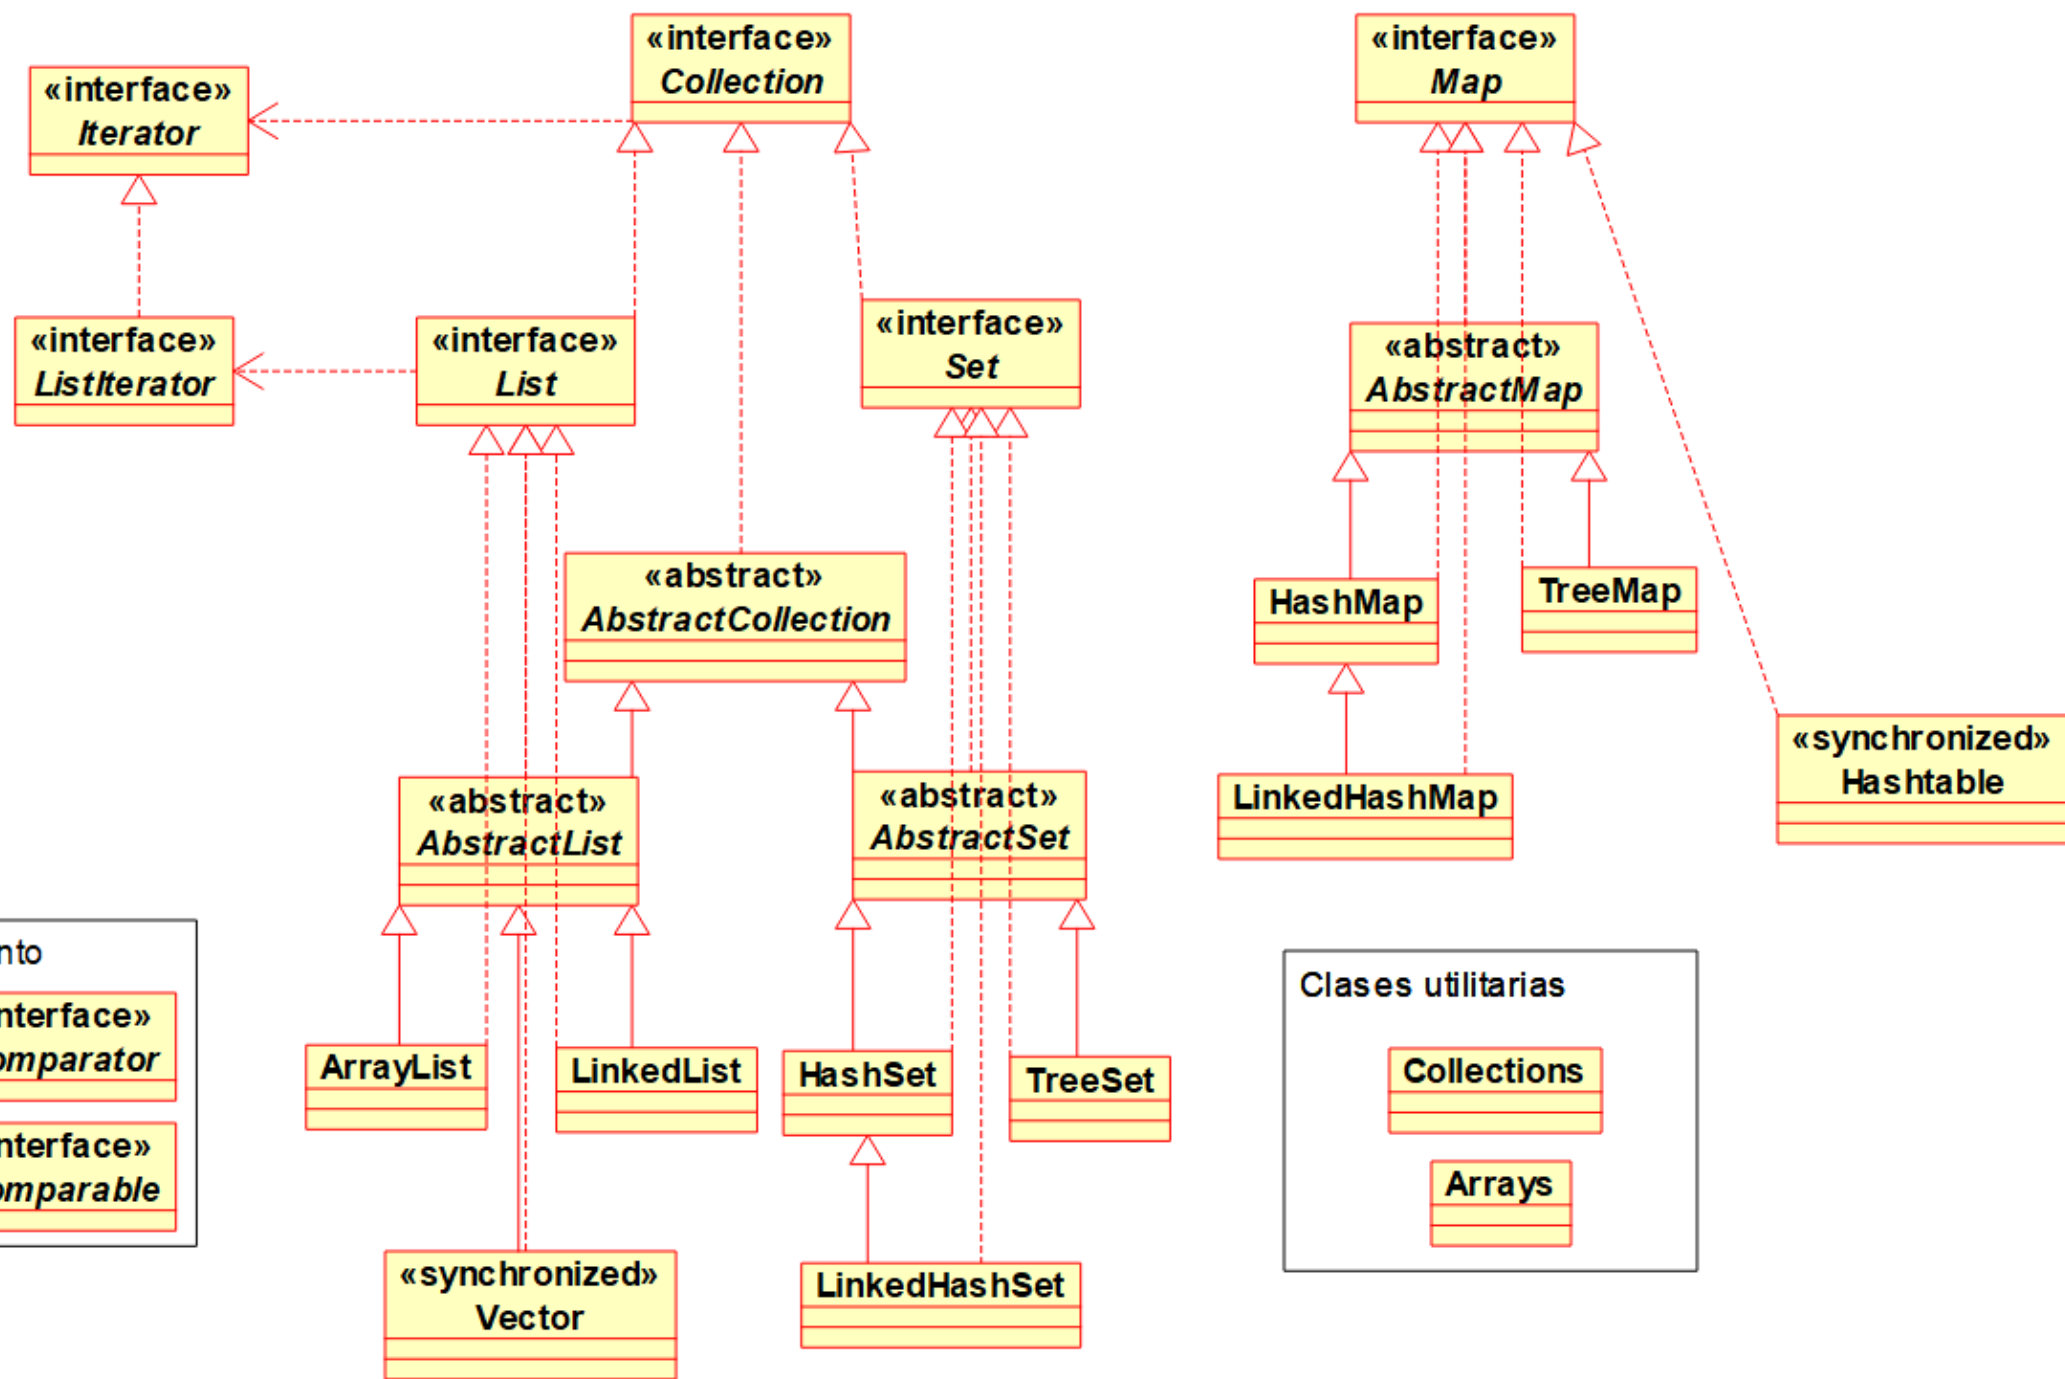 «interface»
Collection
«interface»
Map
«interface»
Iterator
«interface»
ListIterator
«interface»
List
«interface»
Set
«abstract»
AbstractMap
«abstract»
AbstractCollection
HashMap
TreeMap
«synchronized»
Hashtable
«abstract»
AbstractList
«abstract»
AbstractSet
LinkedHashMap
nto
nterface»
omparator
nterface»
omparable
ArrayList
LinkedList
HashSet
TreeSet
«synchronized»
Vector
LinkedHashSet
Clases utilitarias
Collections
Arrays